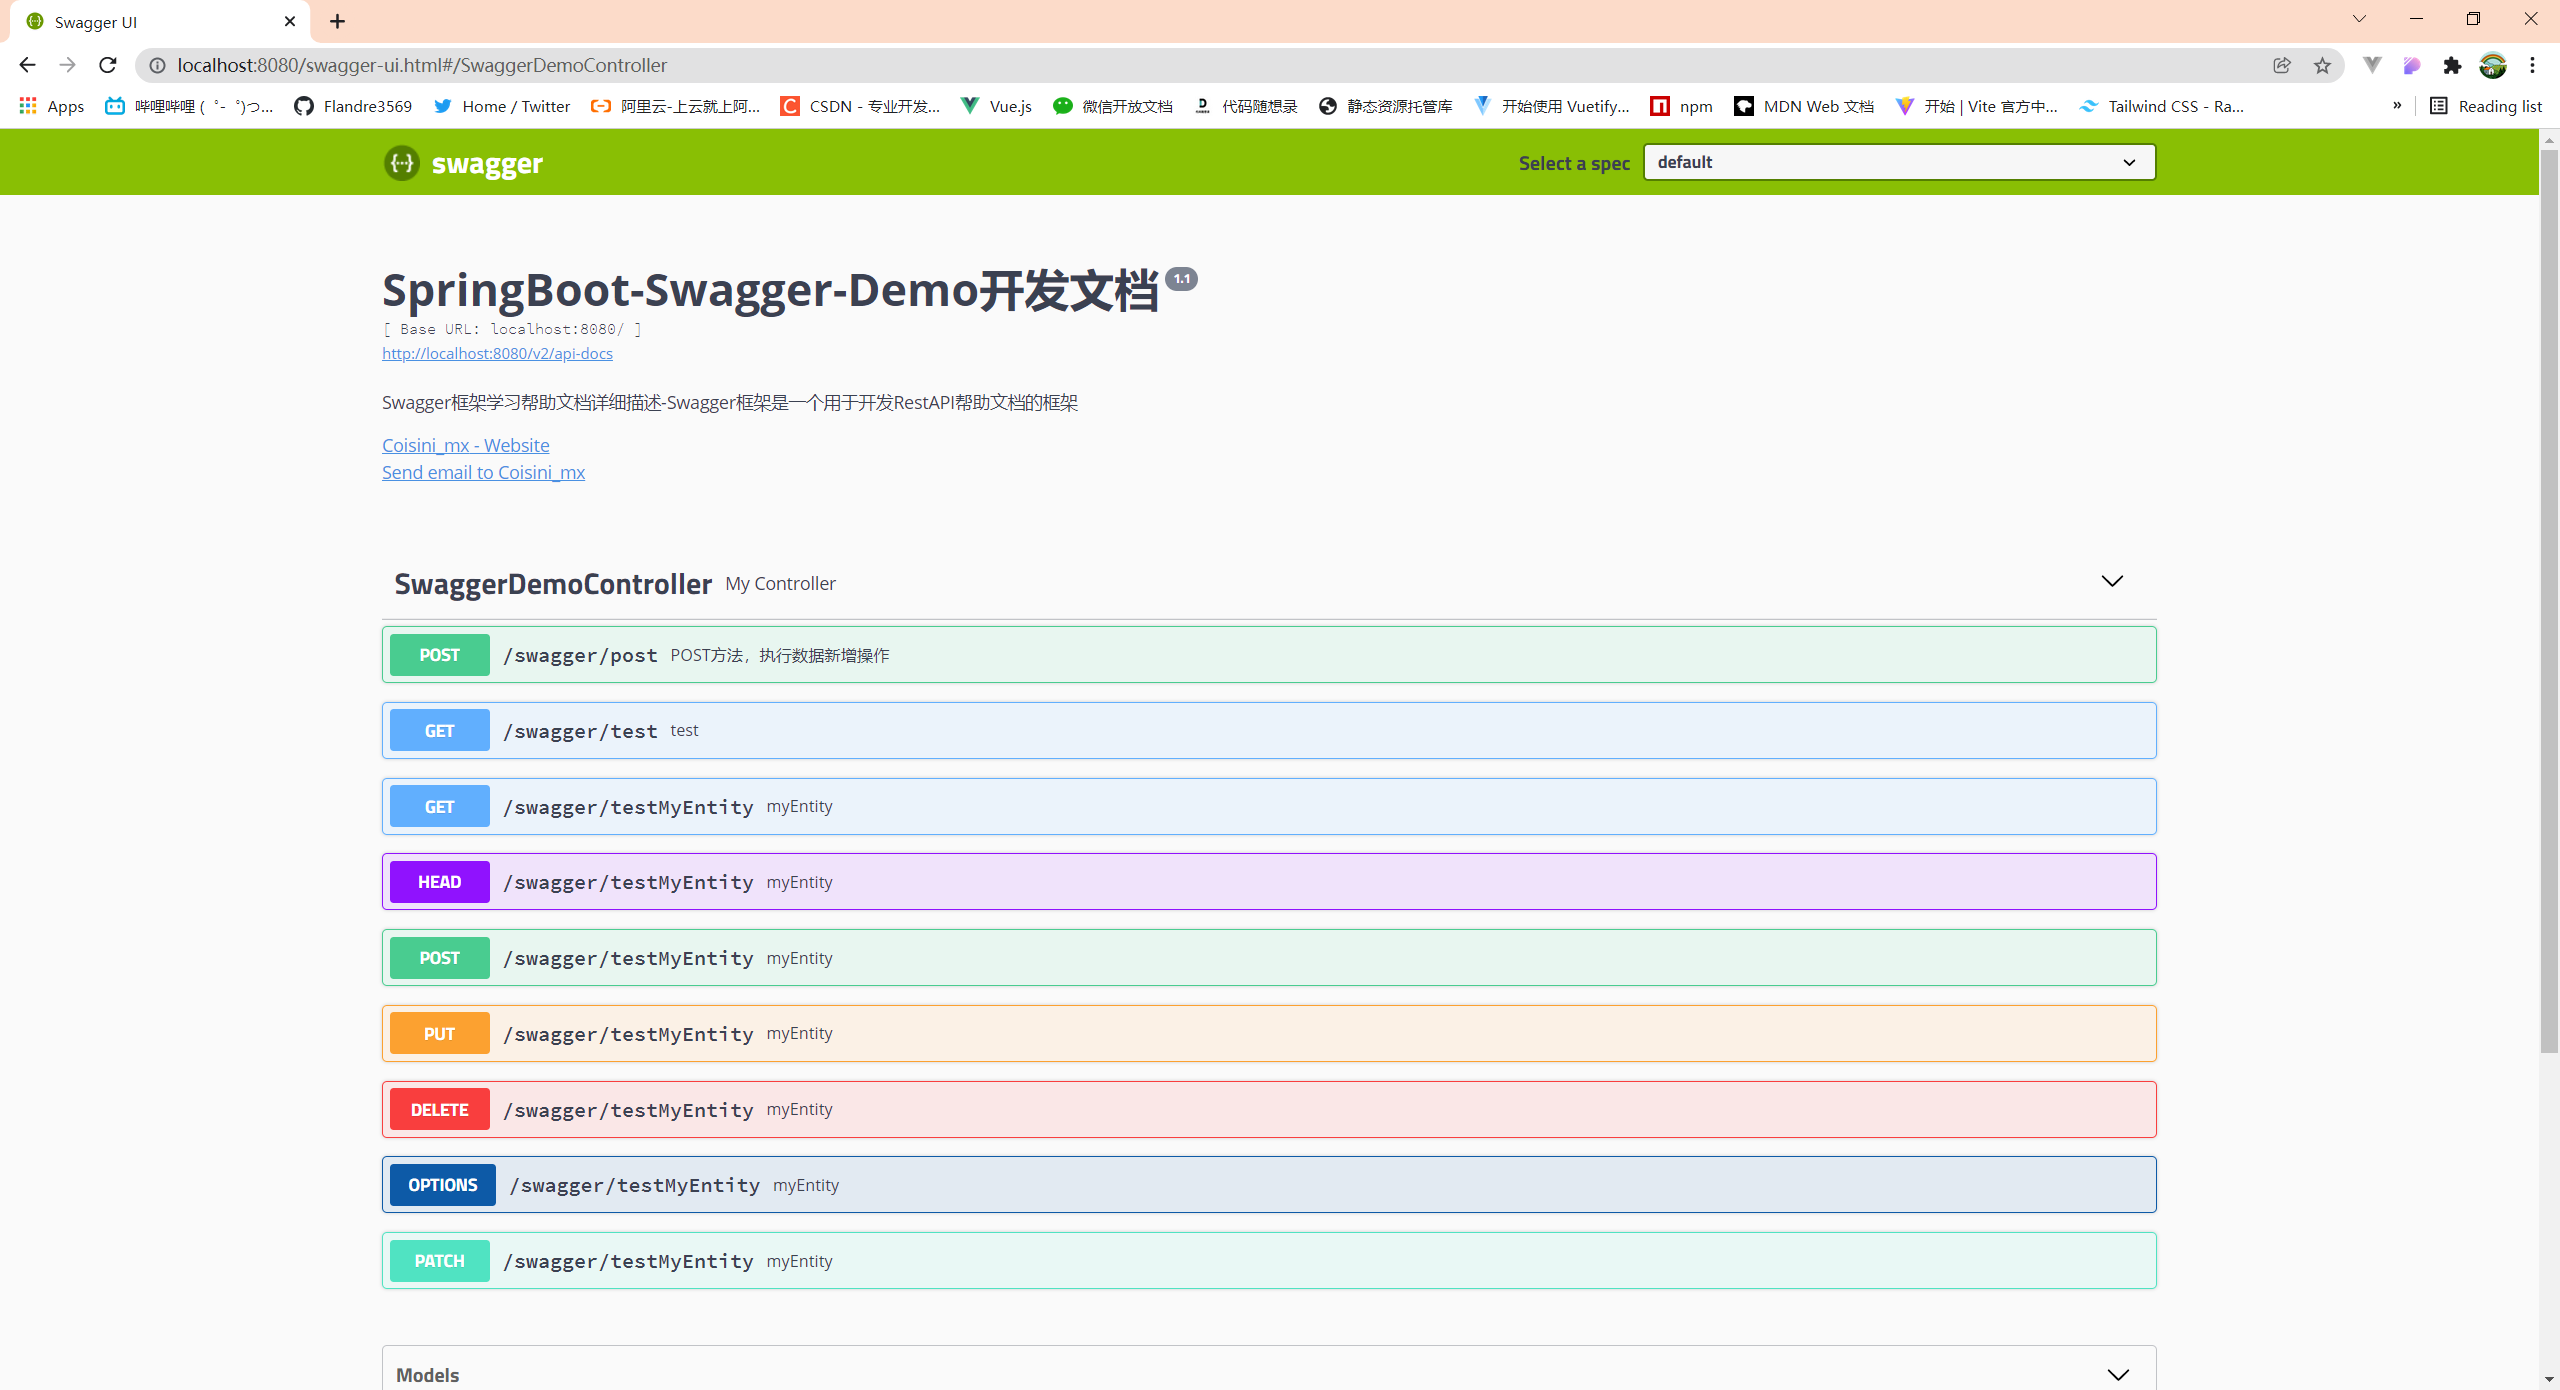 Swagger UI
localhost:8080/swagger-ui.html#/SwaggerDemoController
Apps 哔哩哔哩 ( ゜- ゜)つ... Flandre3569 Home / Twitter 阿里云-上云就上阿... CSDN - 专业开发... Vue.js 微信开放文档 代码随想录 静态资源托管库 开始使用 Vuetify... npm MDN Web 文档 开始 | Vite 官方中... Tailwind CSS - Ra... » Reading list
swagger Select a spec default
SpringBoot-Swagger-Demo开发文档 1.1
[ Base URL: localhost:8080/ ]
http://localhost:8080/v2/api-docs
Swagger框架学习帮助文档详细描述-Swagger框架是一个用于开发RestAPI帮助文档的框架
Coisini_mx - Website
Send email to Coisini_mx
SwaggerDemoController My Controller
POST /swagger/post POST方法，执行数据新增操作
GET /swagger/test test
GET /swagger/testMyEntity myEntity
HEAD /swagger/testMyEntity myEntity
POST /swagger/testMyEntity myEntity
PUT /swagger/testMyEntity myEntity
DELETE /swagger/testMyEntity myEntity
OPTIONS /swagger/testMyEntity myEntity
PATCH /swagger/testMyEntity myEntity
Models